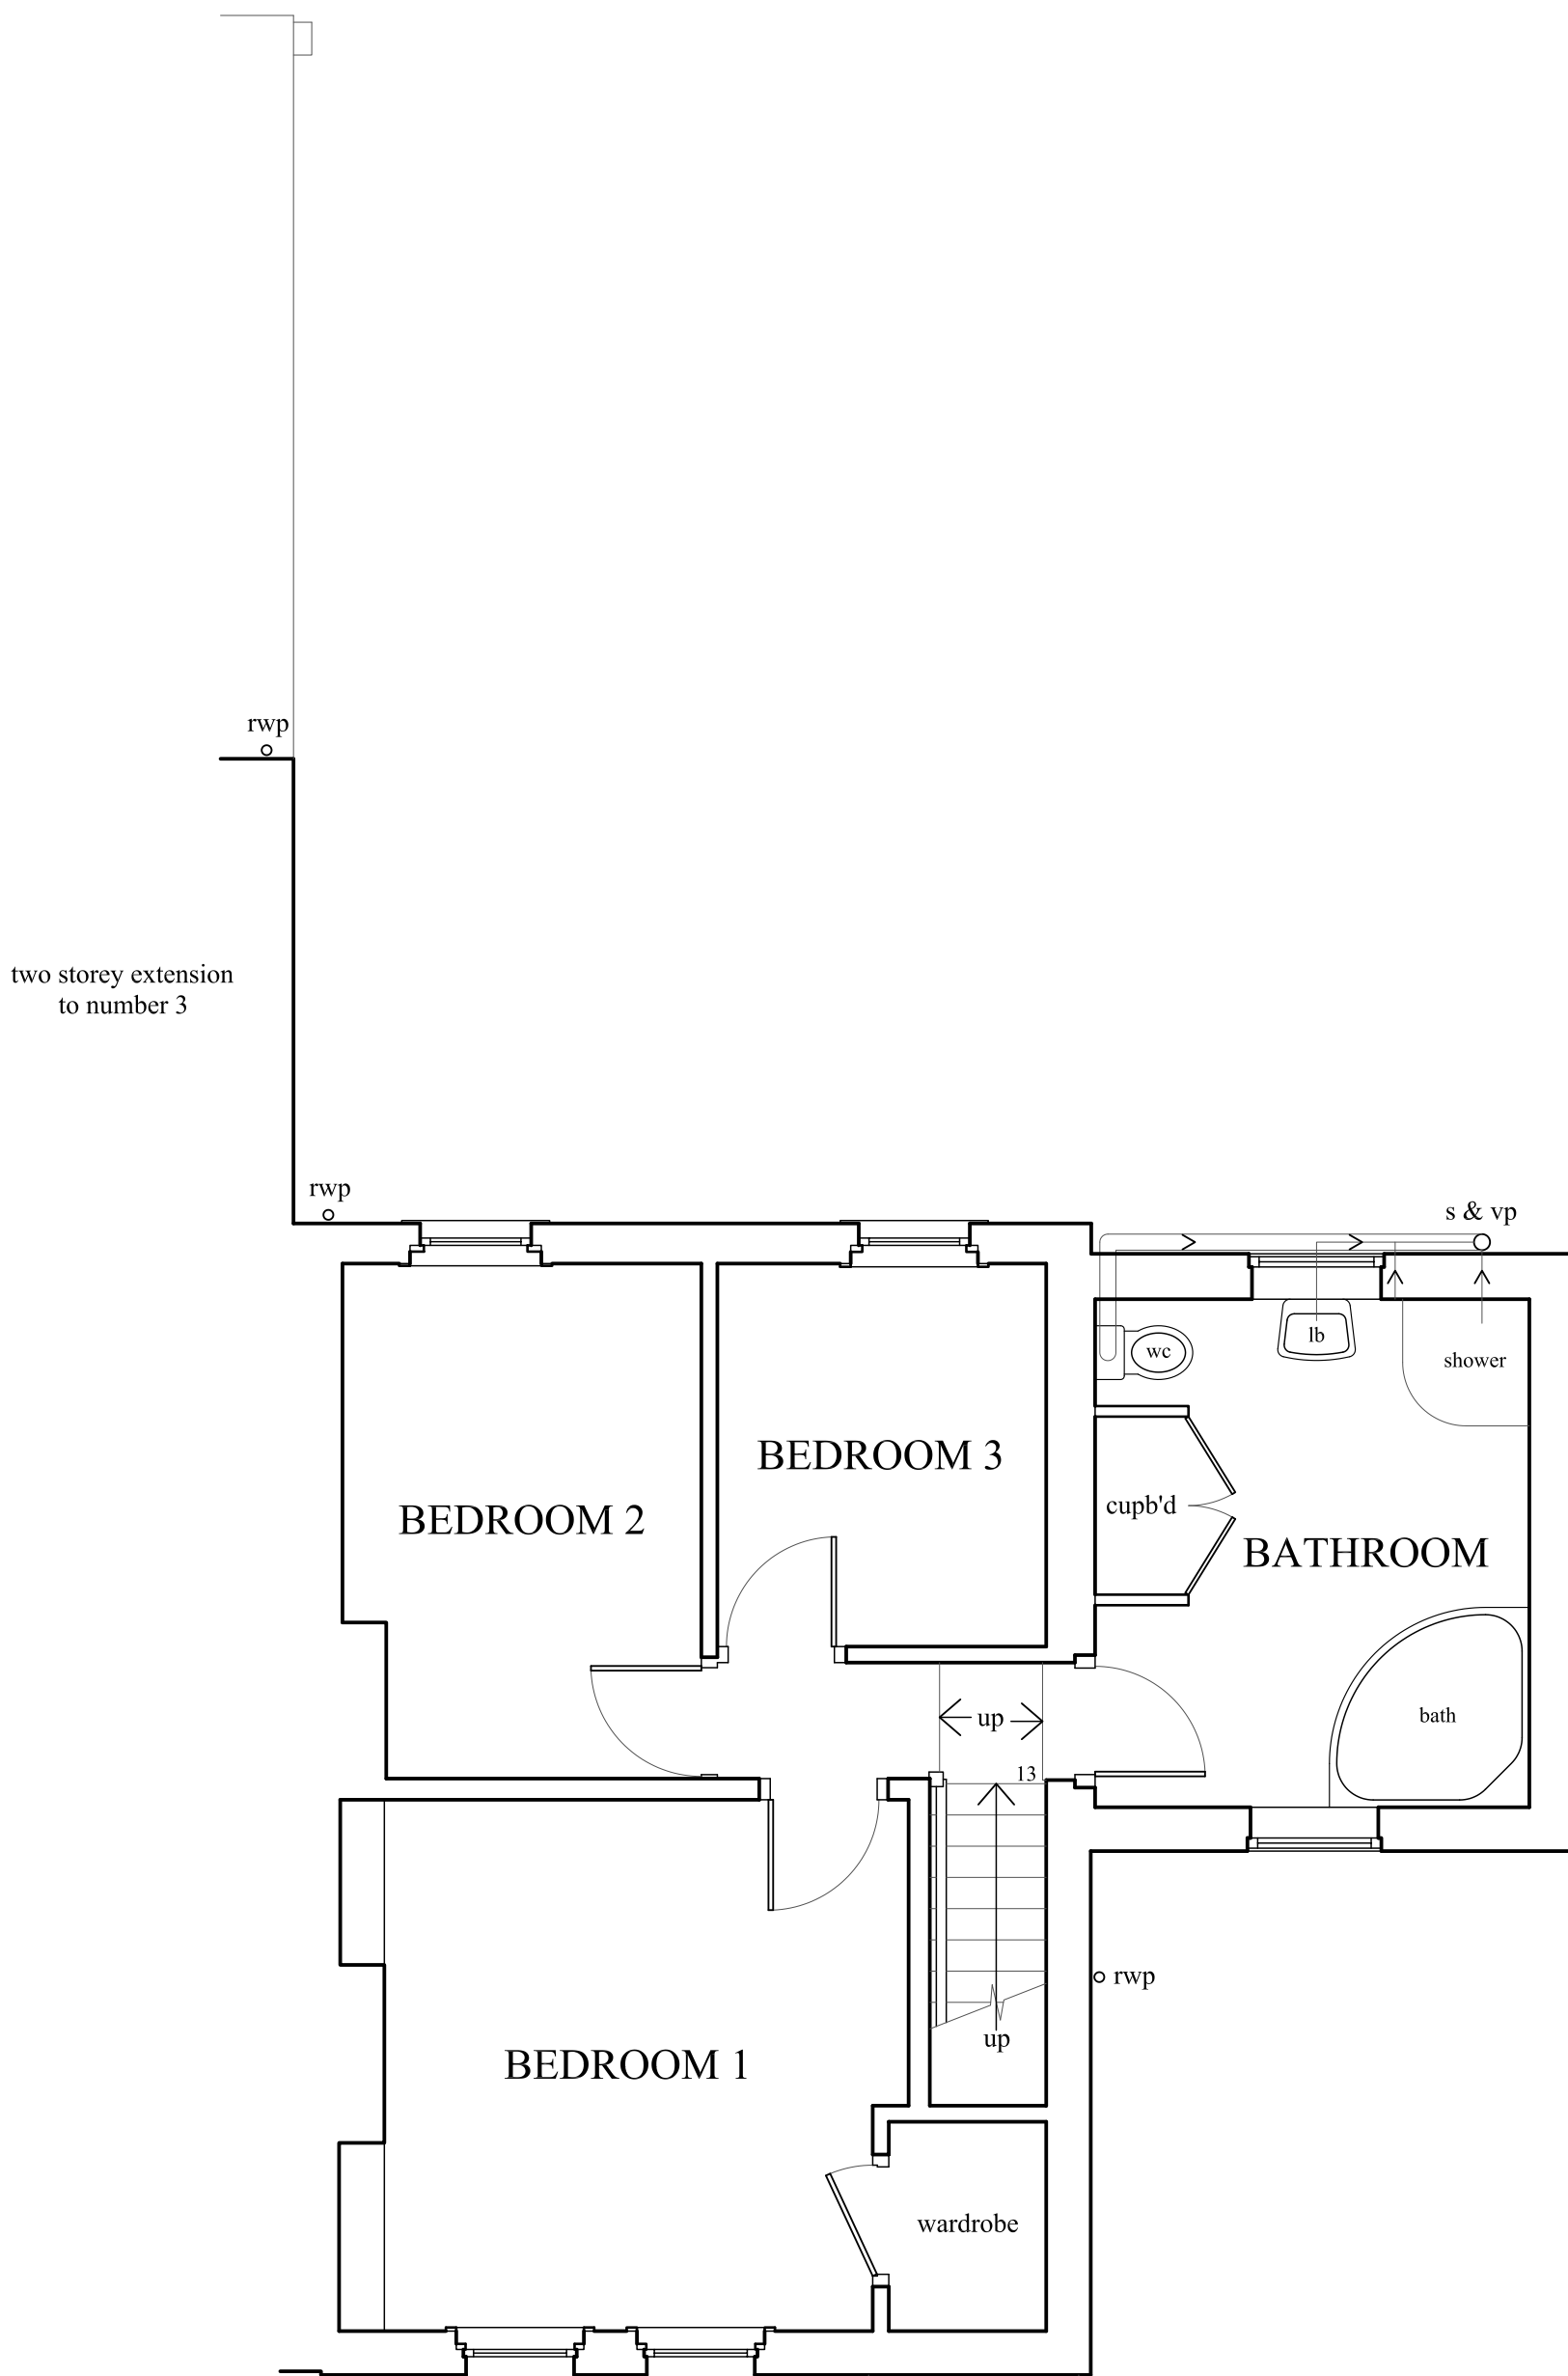 rwp
two storey extension
to number 3
rwp
s & vp
lb
wc
shower
BEDROOM 3
cupb'd
BEDROOM 2
BATHROOM
bath
up
13
rwp
up
BEDROOM 1
wardrobe